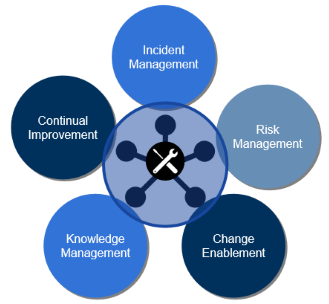 Incident
Management
Continual
Improvement
Risk
Management
Knowledge
Management
Change
Enablement